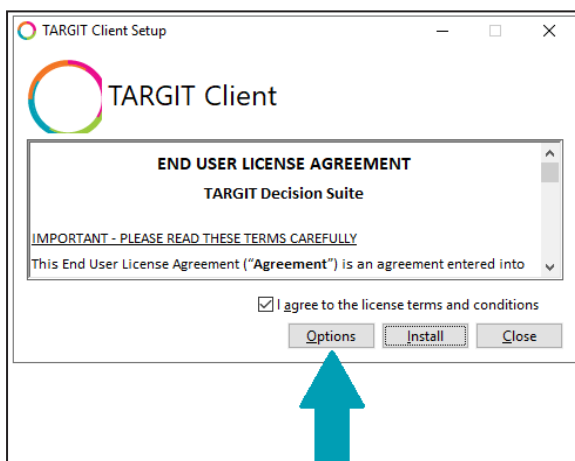 TARGIT Client Setup
TARGIT Client
END USER LICENSE AGREEMENT
TARGIT Decision Suite
IMPORTANT - PLEASE READ THESE TERMS CAREFULLY
This End User License Agreement (“Agreement”) is an agreement entered into
I agree to the license terms and conditions
Options Install Close